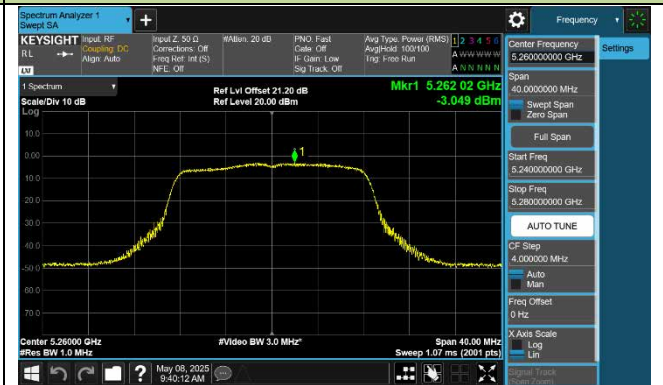 Spectrum Analyzer 1
Swept SA
+
Frequency
KEYSIGHT
RL
LXI
Input: RF
Coupling: DC
Align: Auto
Input Z: 50 Ω
Corrections: Off
Freq Ref: Int (S)
NFE: Off
#Atten: 20 dB
PNO: Fast
Gate: Off
IF Gain: Low
Sig Track: Off
Avg Type: Power (RMS)
Avg|Hold: 100/100
Trig: Free Run
1 2 3 4 5 6
A W W W W W
A N N N N N
1 Spectrum
Scale/Div 10 dB
Log
Ref Lvl Offset 21.20 dB
Ref Level 20.00 dBm
Mkr1 5.262 02 GHz
-3.049 dBm
10.0
0.00
-10.0
-20.0
-30.0
-40.0
-50.0
-60.0
-70.0
1
Center 5.26000 GHz
#Res BW 1.0 MHz
#Video BW 3.0 MHz*
Span 40.00 MHz
Sweep 1.07 ms (2001 pts)
Center Frequency
5.260000000 GHz
Span
40.0000000 MHz
Swept Span
Zero Span
Full Span
Start Freq
5.240000000 GHz
Stop Freq
5.280000000 GHz
AUTO TUNE
CF Step
4.000000 MHz
Auto
Man
Freq Offset
0 Hz
X Axis Scale
Log
Lin
Signal Track
(Span Zoom)
Settings
?
May 08, 2025
9:40:12 AM